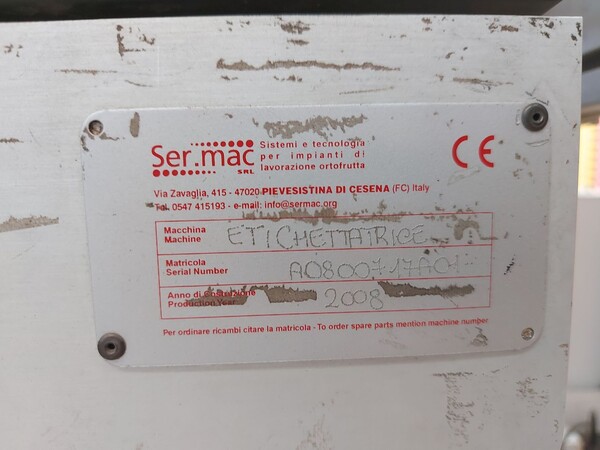 Ser.mac
SRL
Sistemi e tecnologia
per impianti di
lavorazione ortofrutta
CE
Via Zavaglia, 415 - 47020 PIEVESISTINA DI CESENA (FC) Italy
Tel. 0547 415193 - e-mail: info@sermac.org
Macchina
Machine
ETICHETTATRICE
Matricola
Serial Number
A0800717A01
Anno di Costruzione
Production Year
2008
Per ordinare ricambi citare la matricola - To order spare parts mention machine number